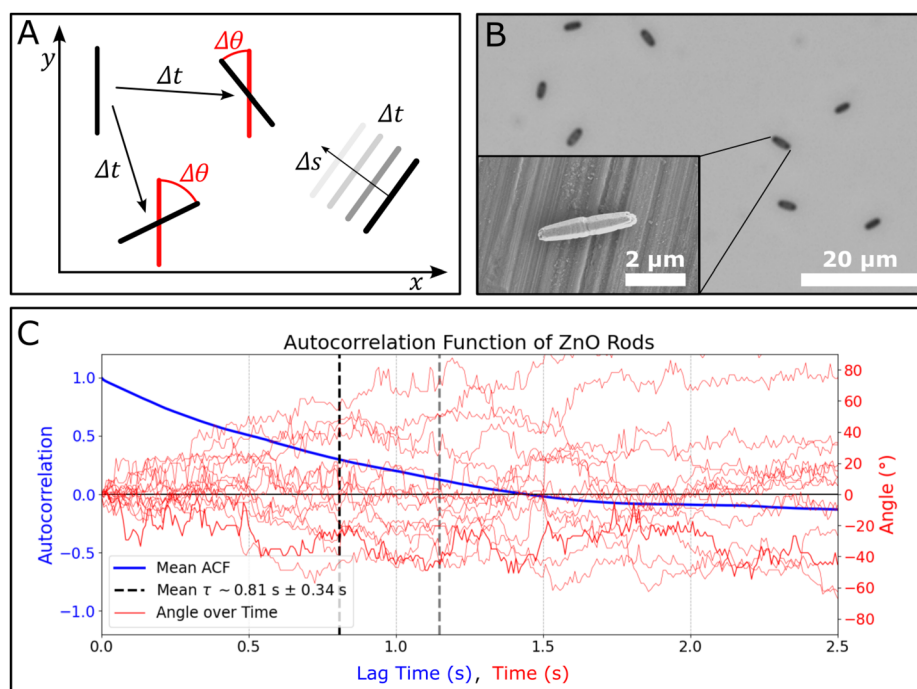 A
y
Δθ
Δt
Δt
Δθ
Δt
Δs
x
B
2 μm
20 μm
C
Autocorrelation Function of ZnO Rods
1.0
0.5
0.0
−0.5
−1.0
Autocorrelation
80
60
40
20
0
−20
−40
−60
−80
Angle (°)
Mean ACF
Mean τ ~ 0.81 s ± 0.34 s
Angle over Time
0.0 0.5 1.0 1.5 2.0 2.5
Lag Time (s), Time (s)